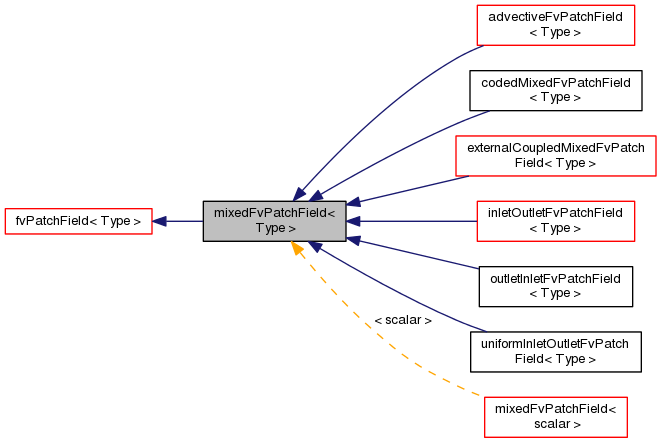 advectiveFvPatchField
< Type >
codedMixedFvPatchField
< Type >
externalCoupledMixedFvPatch
Field< Type >
fvPatchField< Type >
mixedFvPatchField<
Type >
inletOutletFvPatchField
< Type >
outletInletFvPatchField
< Type >
< scalar >
uniformInletOutletFvPatch
Field< Type >
mixedFvPatchField<
scalar >